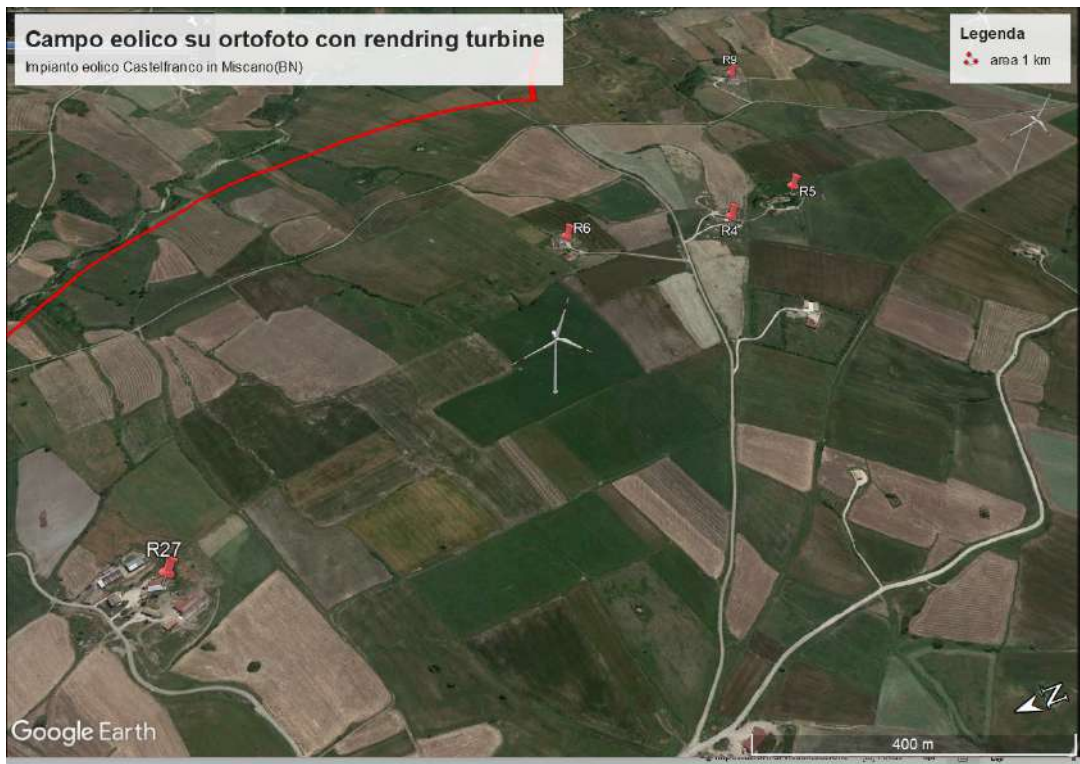 Campo eolico su ortofoto con rendring turbine
Impianto eolico Castelfranco in Miscano(BN)
Legenda
area 1 km
R9
R5
R4
R6
R27
N
Google Earth
400 m